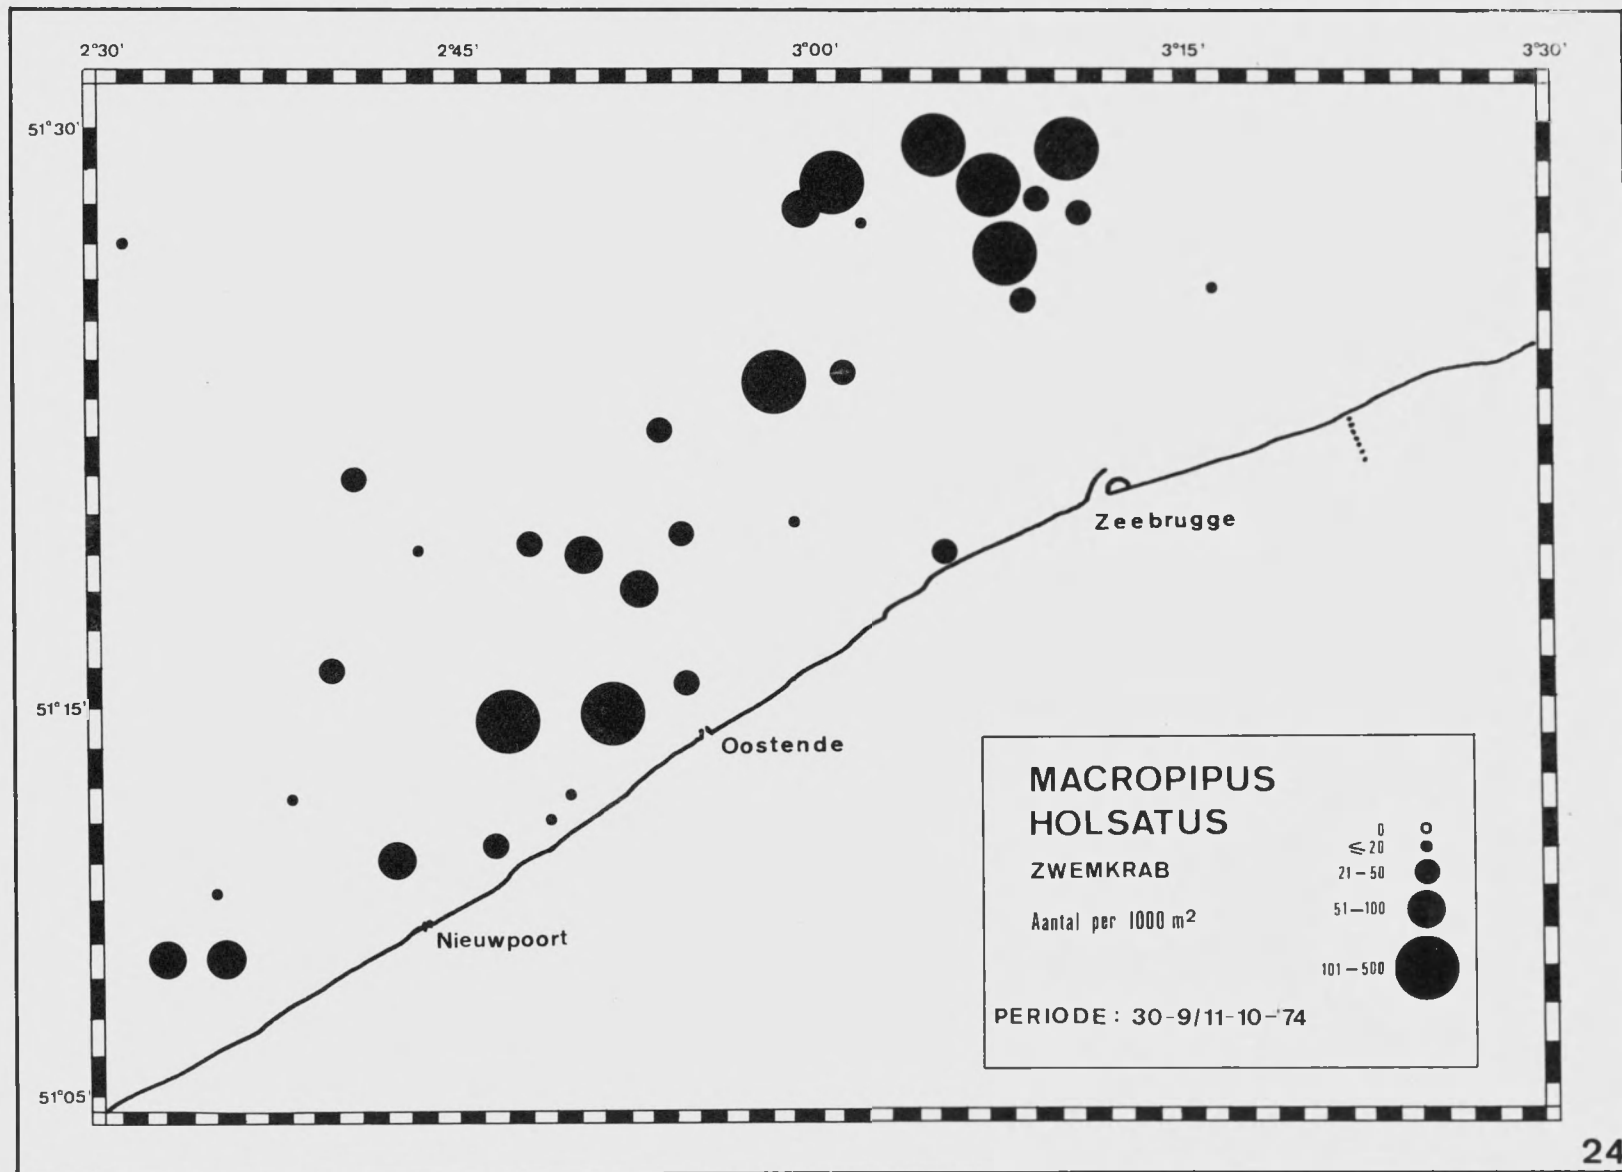 2°30' 2°45' 3°00' 3°15' 3°30'
51°30'
51°15'
51°05'
Zeebrugge
Oostende
Nieuwpoort
MACROPIPUS
HOLSATUS
ZWEMKRAB
Aantal per 1000 m²
0
≤ 20
21-50
51-100
101-500
PERIODE: 30-9/11-10-'74
24